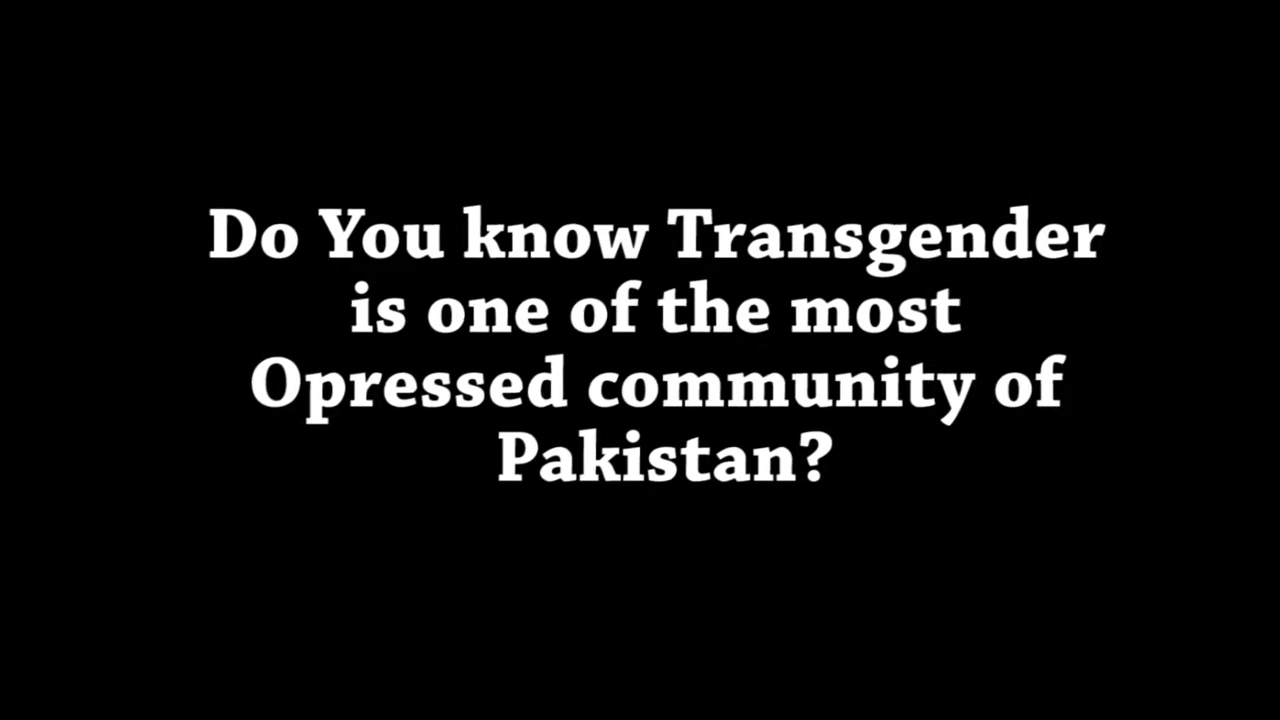 Do You know Transgender
is one of the most
Opressed community of
Pakistan?